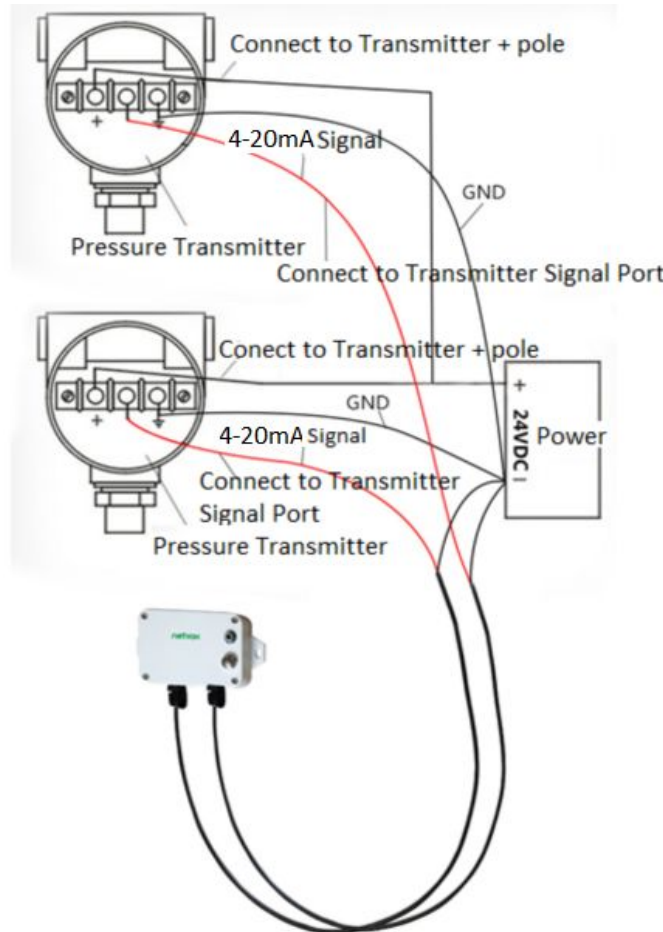 Connect to Transmitter + pole
+
4-20mA Signal
GND
Pressure Transmitter
Connect to Transmitter Signal Port
Conect to Transmitter + pole
+
GND
4-20mA Signal
+
24VDC
Power
Connect to Transmitter
Signal Port
Pressure Transmitter
netvox